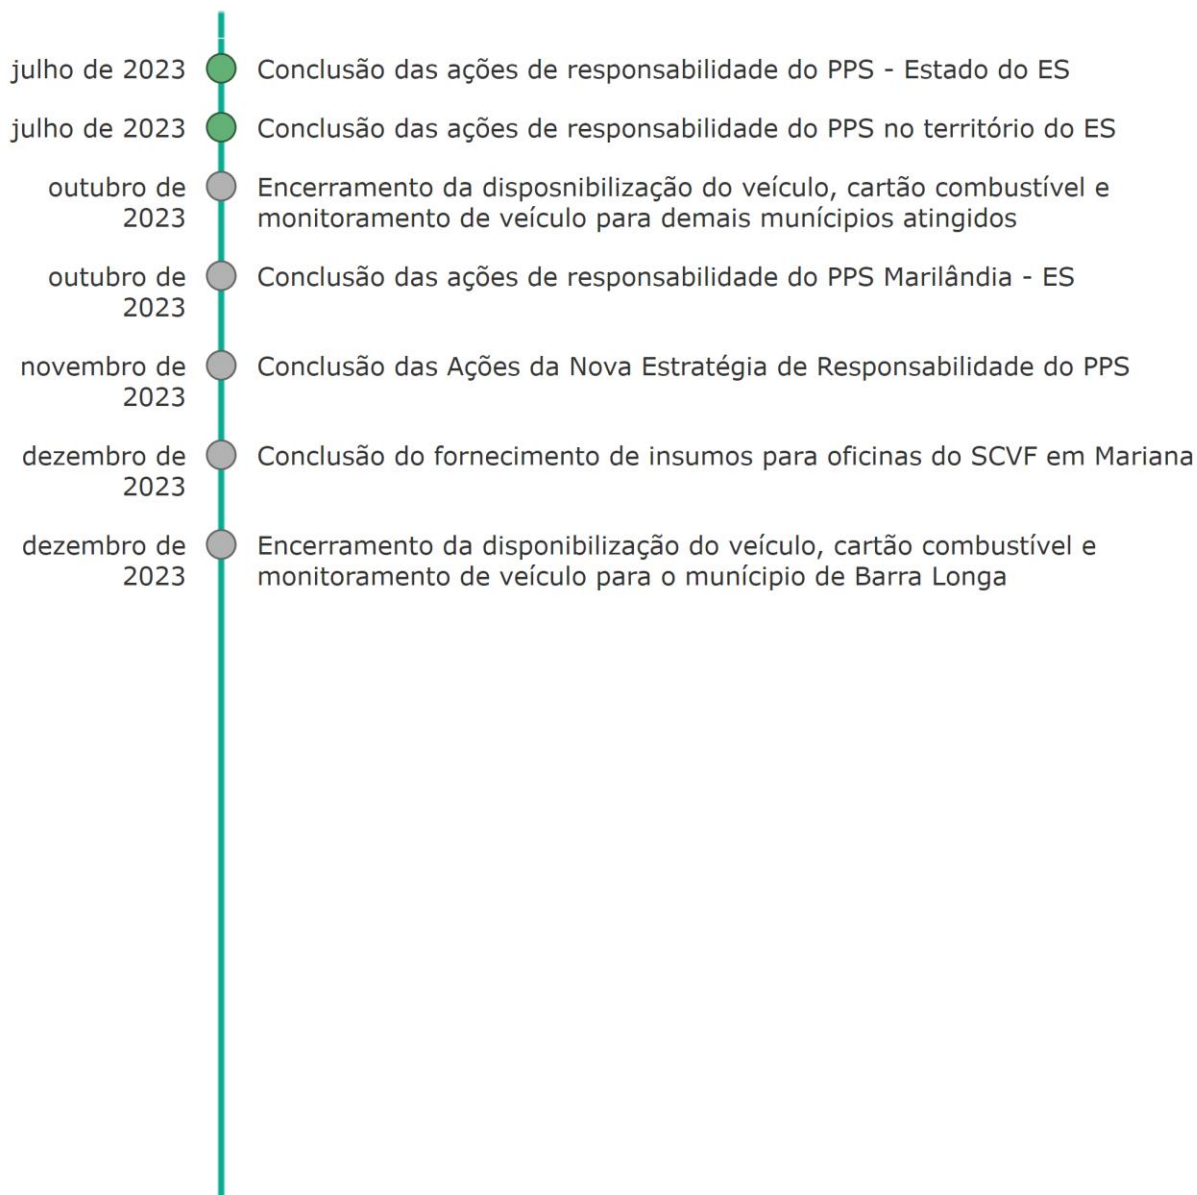 julho de 2023 Conclusão das ações de responsabilidade do PPS - Estado do ES
julho de 2023 Conclusão das ações de responsabilidade do PPS no território do ES
outubro de 2023 Encerramento da disposnibilização do veículo, cartão combustível e
monitoramento de veículo para demais munícipios atingidos
outubro de 2023 Conclusão das ações de responsabilidade do PPS Marilândia - ES
novembro de 2023 Conclusão das Ações da Nova Estratégia de Responsabilidade do PPS
dezembro de 2023 Conclusão do fornecimento de insumos para oficinas do SCVF em Mariana
dezembro de 2023 Encerramento da disponibilização do veículo, cartão combustível e
monitoramento de veículo para o munícipio de Barra Longa